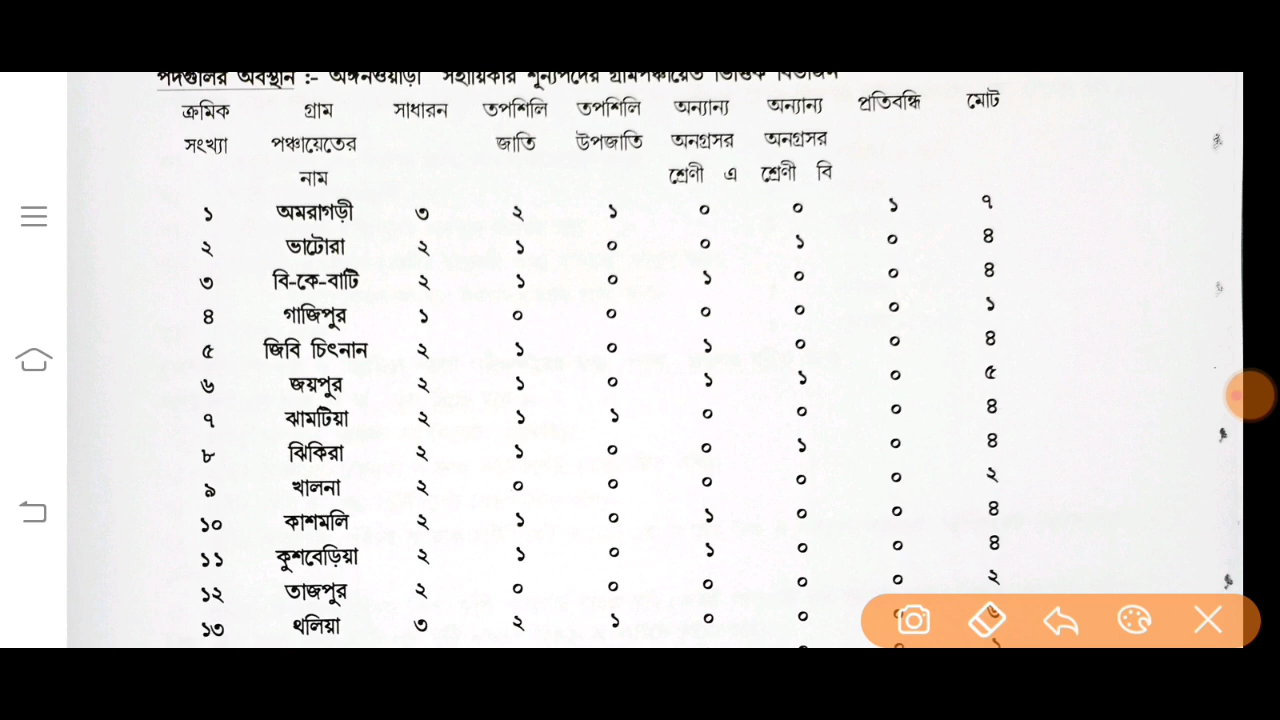 পদগুলির অবস্থান :- অঙ্গনওয়াড়ী সহায়িকার শূন্যপদের গ্রামপঞ্চায়েত ভিত্তিক বিভাজন
ক্রমিক গ্রাম সাধারন তপশিলি তপশিলি অন্যান্য অন্যান্য প্রতিবন্ধি মোট
সংখ্যা পঞ্চায়েতের জাতি উপজাতি অনগ্রসর অনগ্রসর
নাম শ্রেণী এ শ্রেণী বি
১ অমরাগড়ী ৩ ২ ১ ০ ০ ১ ৭
২ ভাটোরা ২ ১ ০ ০ ১ ০ ৪
৩ বি-কে-বাটি ২ ১ ০ ১ ০ ০ ৪
৪ গাজিপুর ১ ০ ০ ০ ০ ০ ১
৫ জিবি চিৎনান ২ ১ ০ ১ ০ ০ ৪
৬ জয়পুর ২ ১ ০ ১ ১ ০ ৫
৭ ঝামটিয়া ২ ১ ১ ০ ০ ০ ৪
৮ ঝিকিরা ২ ১ ০ ০ ১ ০ ৪
৯ খালনা ২ ০ ০ ০ ০ ০ ২
১০ কাশমলি ২ ১ ০ ১ ০ ০ ৪
১১ কুশবেড়িয়া ২ ১ ০ ১ ০ ০ ৪
১২ তাজপুর ২ ০ ০ ০ ০ ০ ২
১৩ থলিয়া ৩ ২ ১ ০ ০ ০ ৬